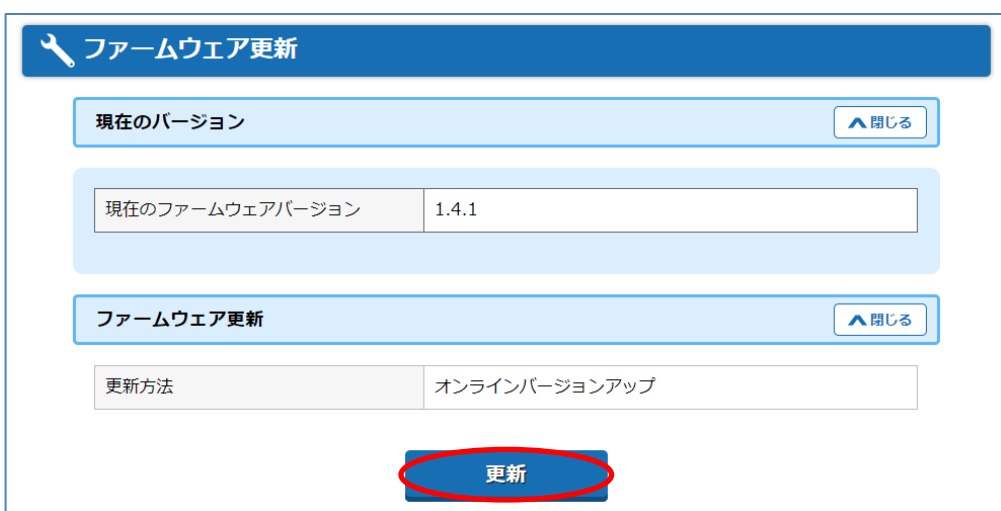 ファームウェア更新
現在のバージョン
閉じる
現在のファームウェアバージョン 1.4.1
ファームウェア更新
閉じる
更新方法 オンラインバージョンアップ
更新